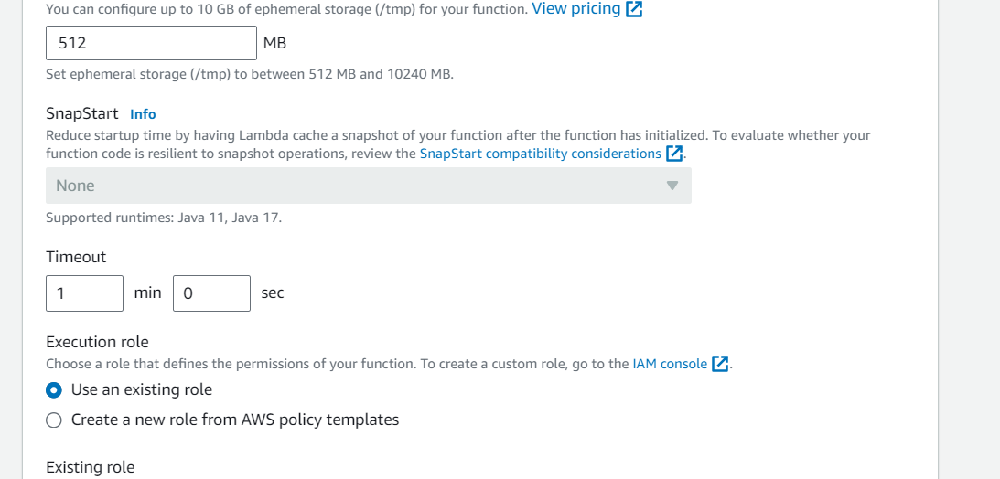 You can configure up to 10 GB of ephemeral storage (/tmp) for your function. View pricing
512 MB
Set ephemeral storage (/tmp) to between 512 MB and 10240 MB.
SnapStart Info
Reduce startup time by having Lambda cache a snapshot of your function after the function has initialized. To evaluate whether your
function code is resilient to snapshot operations, review the SnapStart compatibility considerations.
None
Supported runtimes: Java 11, Java 17.
Timeout
1 min 0 sec
Execution role
Choose a role that defines the permissions of your function. To create a custom role, go to the IAM console.
Use an existing role
Create a new role from AWS policy templates
Existing role